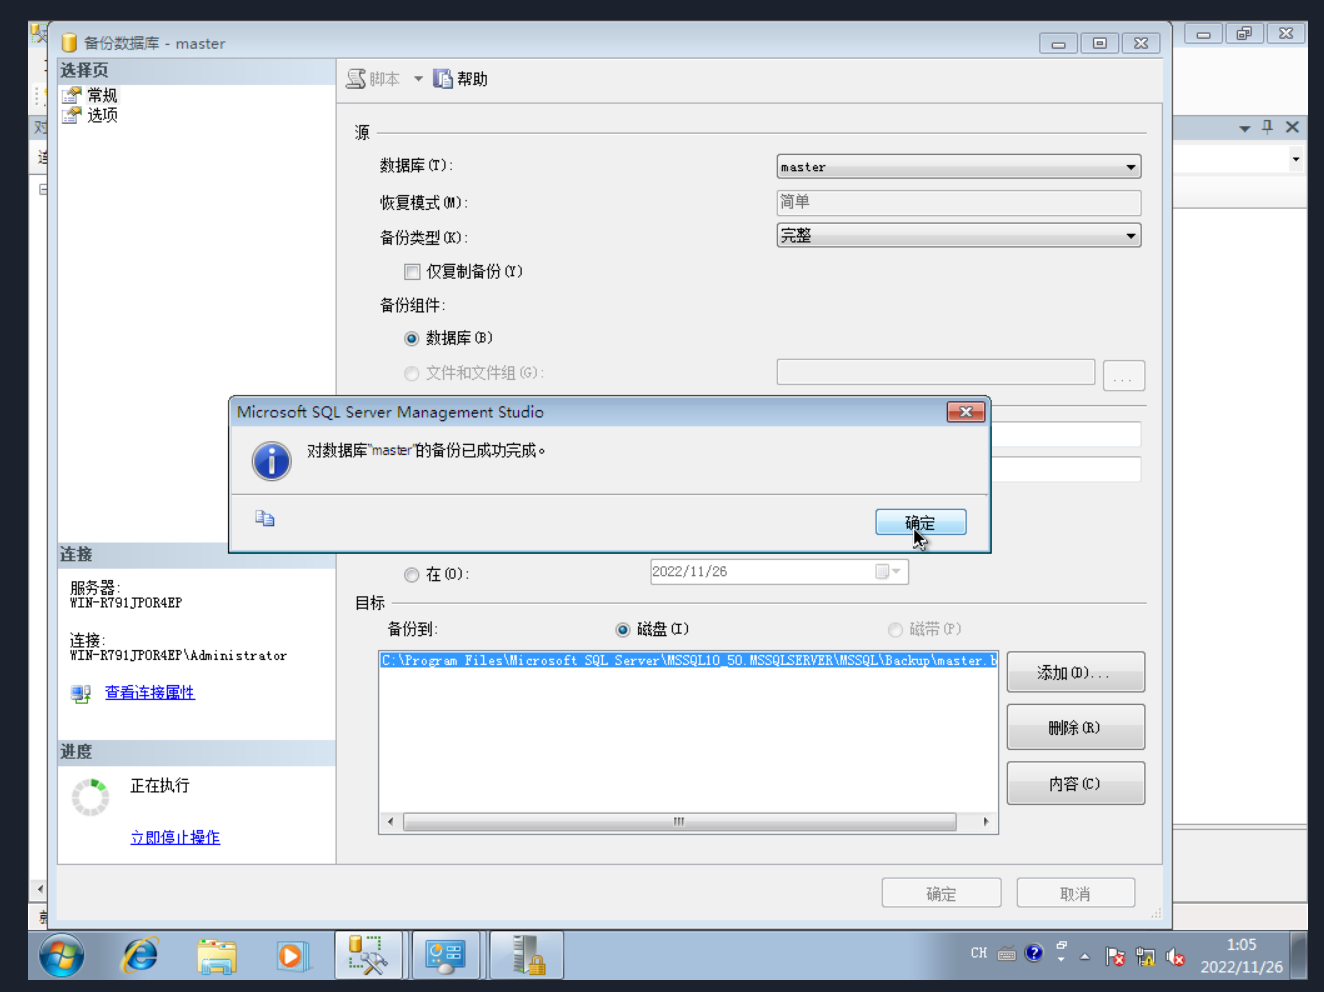 备份数据库 - master
选择页
常规
选项
脚本
帮助
源
数据库(T):
master
恢复模式(M):
简单
备份类型(K):
完整
仅复制备份(Y)
备份组件:
数据库(B)
文件和文件组(G):
...
Microsoft SQL Server Management Studio
对数据库"master"的备份已成功完成。
确定
在(O):
2022/11/26
目标
备份到:
磁盘(I)
磁带(P)
C:\Program Files\Microsoft SQL Server\MSSQL10_50.MSSQLSERVER\MSSQL\Backup\master.b
添加(D)...
删除(R)
内容(C)
连接
服务器:
WIN-R791JPOR4EP
连接:
WIN-R791JPOR4EP\Administrator
查看连接属性
进度
正在执行
立即停止操作
确定
取消
CH
1:05
2022/11/26